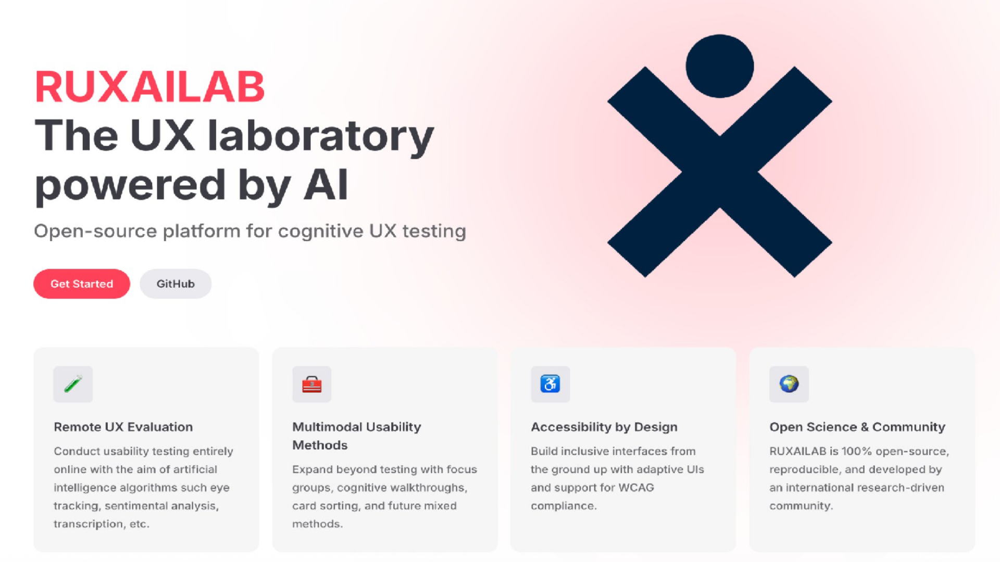 RUXAILAB
The UX laboratory
powered by AI
Open-source platform for cognitive UX testing
Get Started
GitHub
Remote UX Evaluation
Conduct usability testing entirely
online with the aim of artificial
intelligence algorithms such eye
tracking, sentimental analysis,
transcription, etc.
Multimodal Usability
Methods
Expand beyond testing with focus
groups, cognitive walkthroughs,
card sorting, and future mixed
methods.
Accessibility by Design
Build inclusive interfaces from
the ground up with adaptive UIs
and support for WCAG
compliance.
Open Science & Community
RUXAILAB is 100% open-source,
reproducible, and developed by
an international research-driven
community.